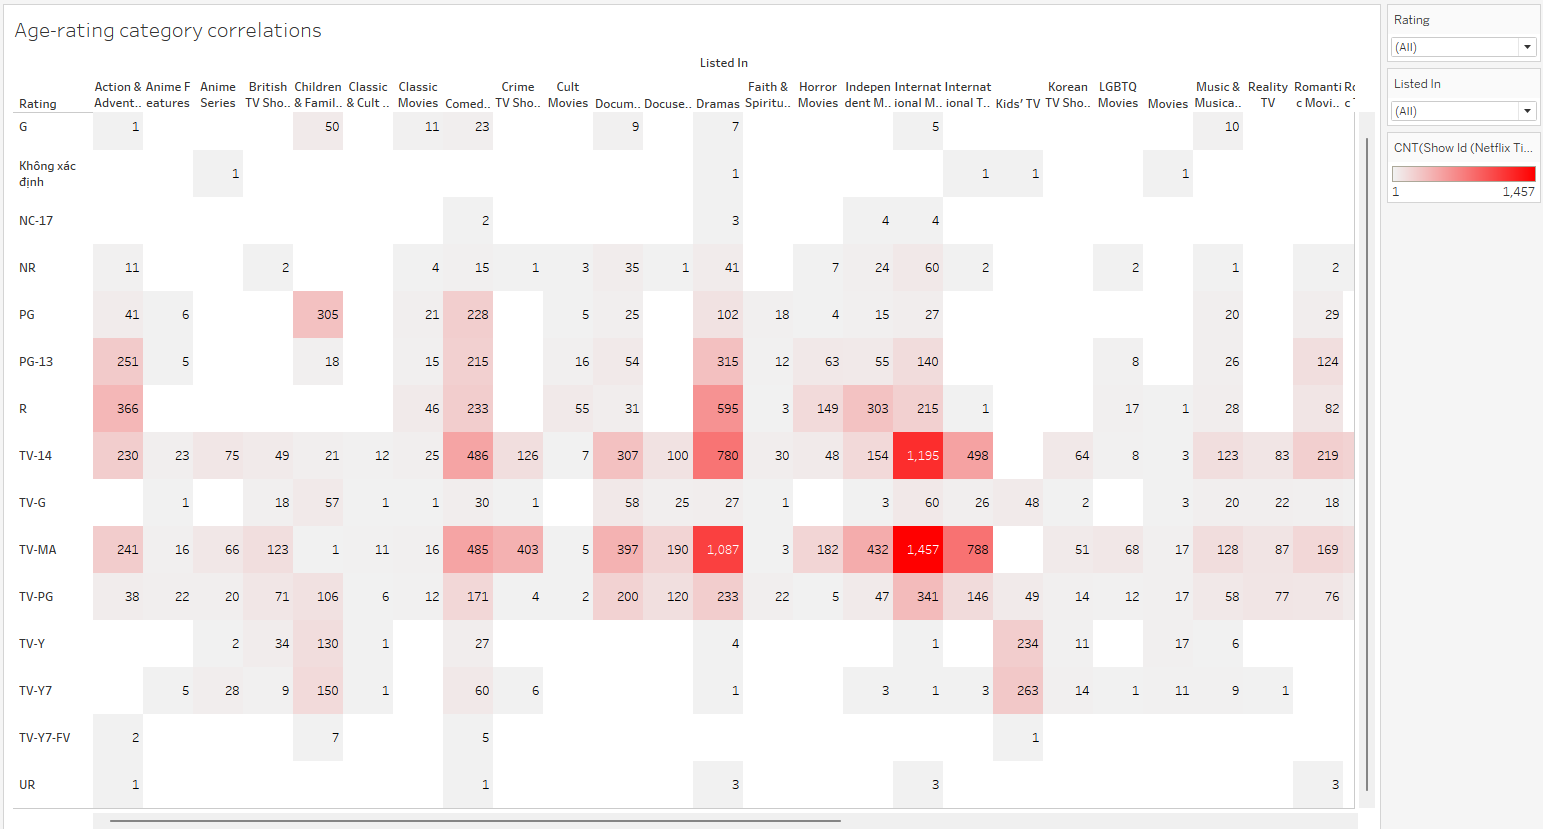 Age-rating category correlations
Listed In
Rating
Action & Advent..
Anime F eatures
Anime Series
British TV Sho..
Children & Famil..
Classic & Cult ..
Classic Movies
Comed..
Crime TV Sho..
Cult Movies
Docum..
Docuse..
Dramas
Faith & Spiritu..
Horror Movies
Indepen dent M..
Internat ional M..
Internat ional T..
Kids' TV
Korean TV Sho..
LGBTQ Movies
Movies
Music & Musica..
Reality TV
Romanti c Movi..
G 1 50 11 23 9 7 5 10
Không xác định 1 1 1 1 1
NC-17 2 3 4 4
NR 11 2 4 15 1 3 35 1 41 7 24 60 2 2 1 2
PG 41 6 305 21 228 5 25 102 18 4 15 27 20 29
PG-13 251 5 18 15 215 16 54 315 12 63 55 140 8 26 124
R 366 46 233 55 31 595 3 149 303 215 1 17 1 28 82
TV-14 230 23 75 49 21 12 25 486 126 7 307 100 780 30 48 154 1,195 498 64 8 3 123 83 219
TV-G 1 18 57 1 1 30 1 58 25 27 1 3 60 26 48 2 3 20 22 18
TV-MA 241 16 66 123 1 11 16 485 403 5 397 190 1,087 3 182 432 1,457 788 51 68 17 128 87 169
TV-PG 38 22 20 71 106 6 12 171 4 2 200 120 233 22 5 47 341 146 49 14 12 17 58 77 76
TV-Y 2 34 130 1 27 4 1 234 11 17 6
TV-Y7 5 28 9 150 1 60 6 1 3 1 3 263 14 1 11 9 1
TV-Y7-FV 2 7 5 1
UR 1 1 3 3 3
Rating
(All)
Listed In
(All)
CNT(Show Id (Netflix Ti...
1 1,457